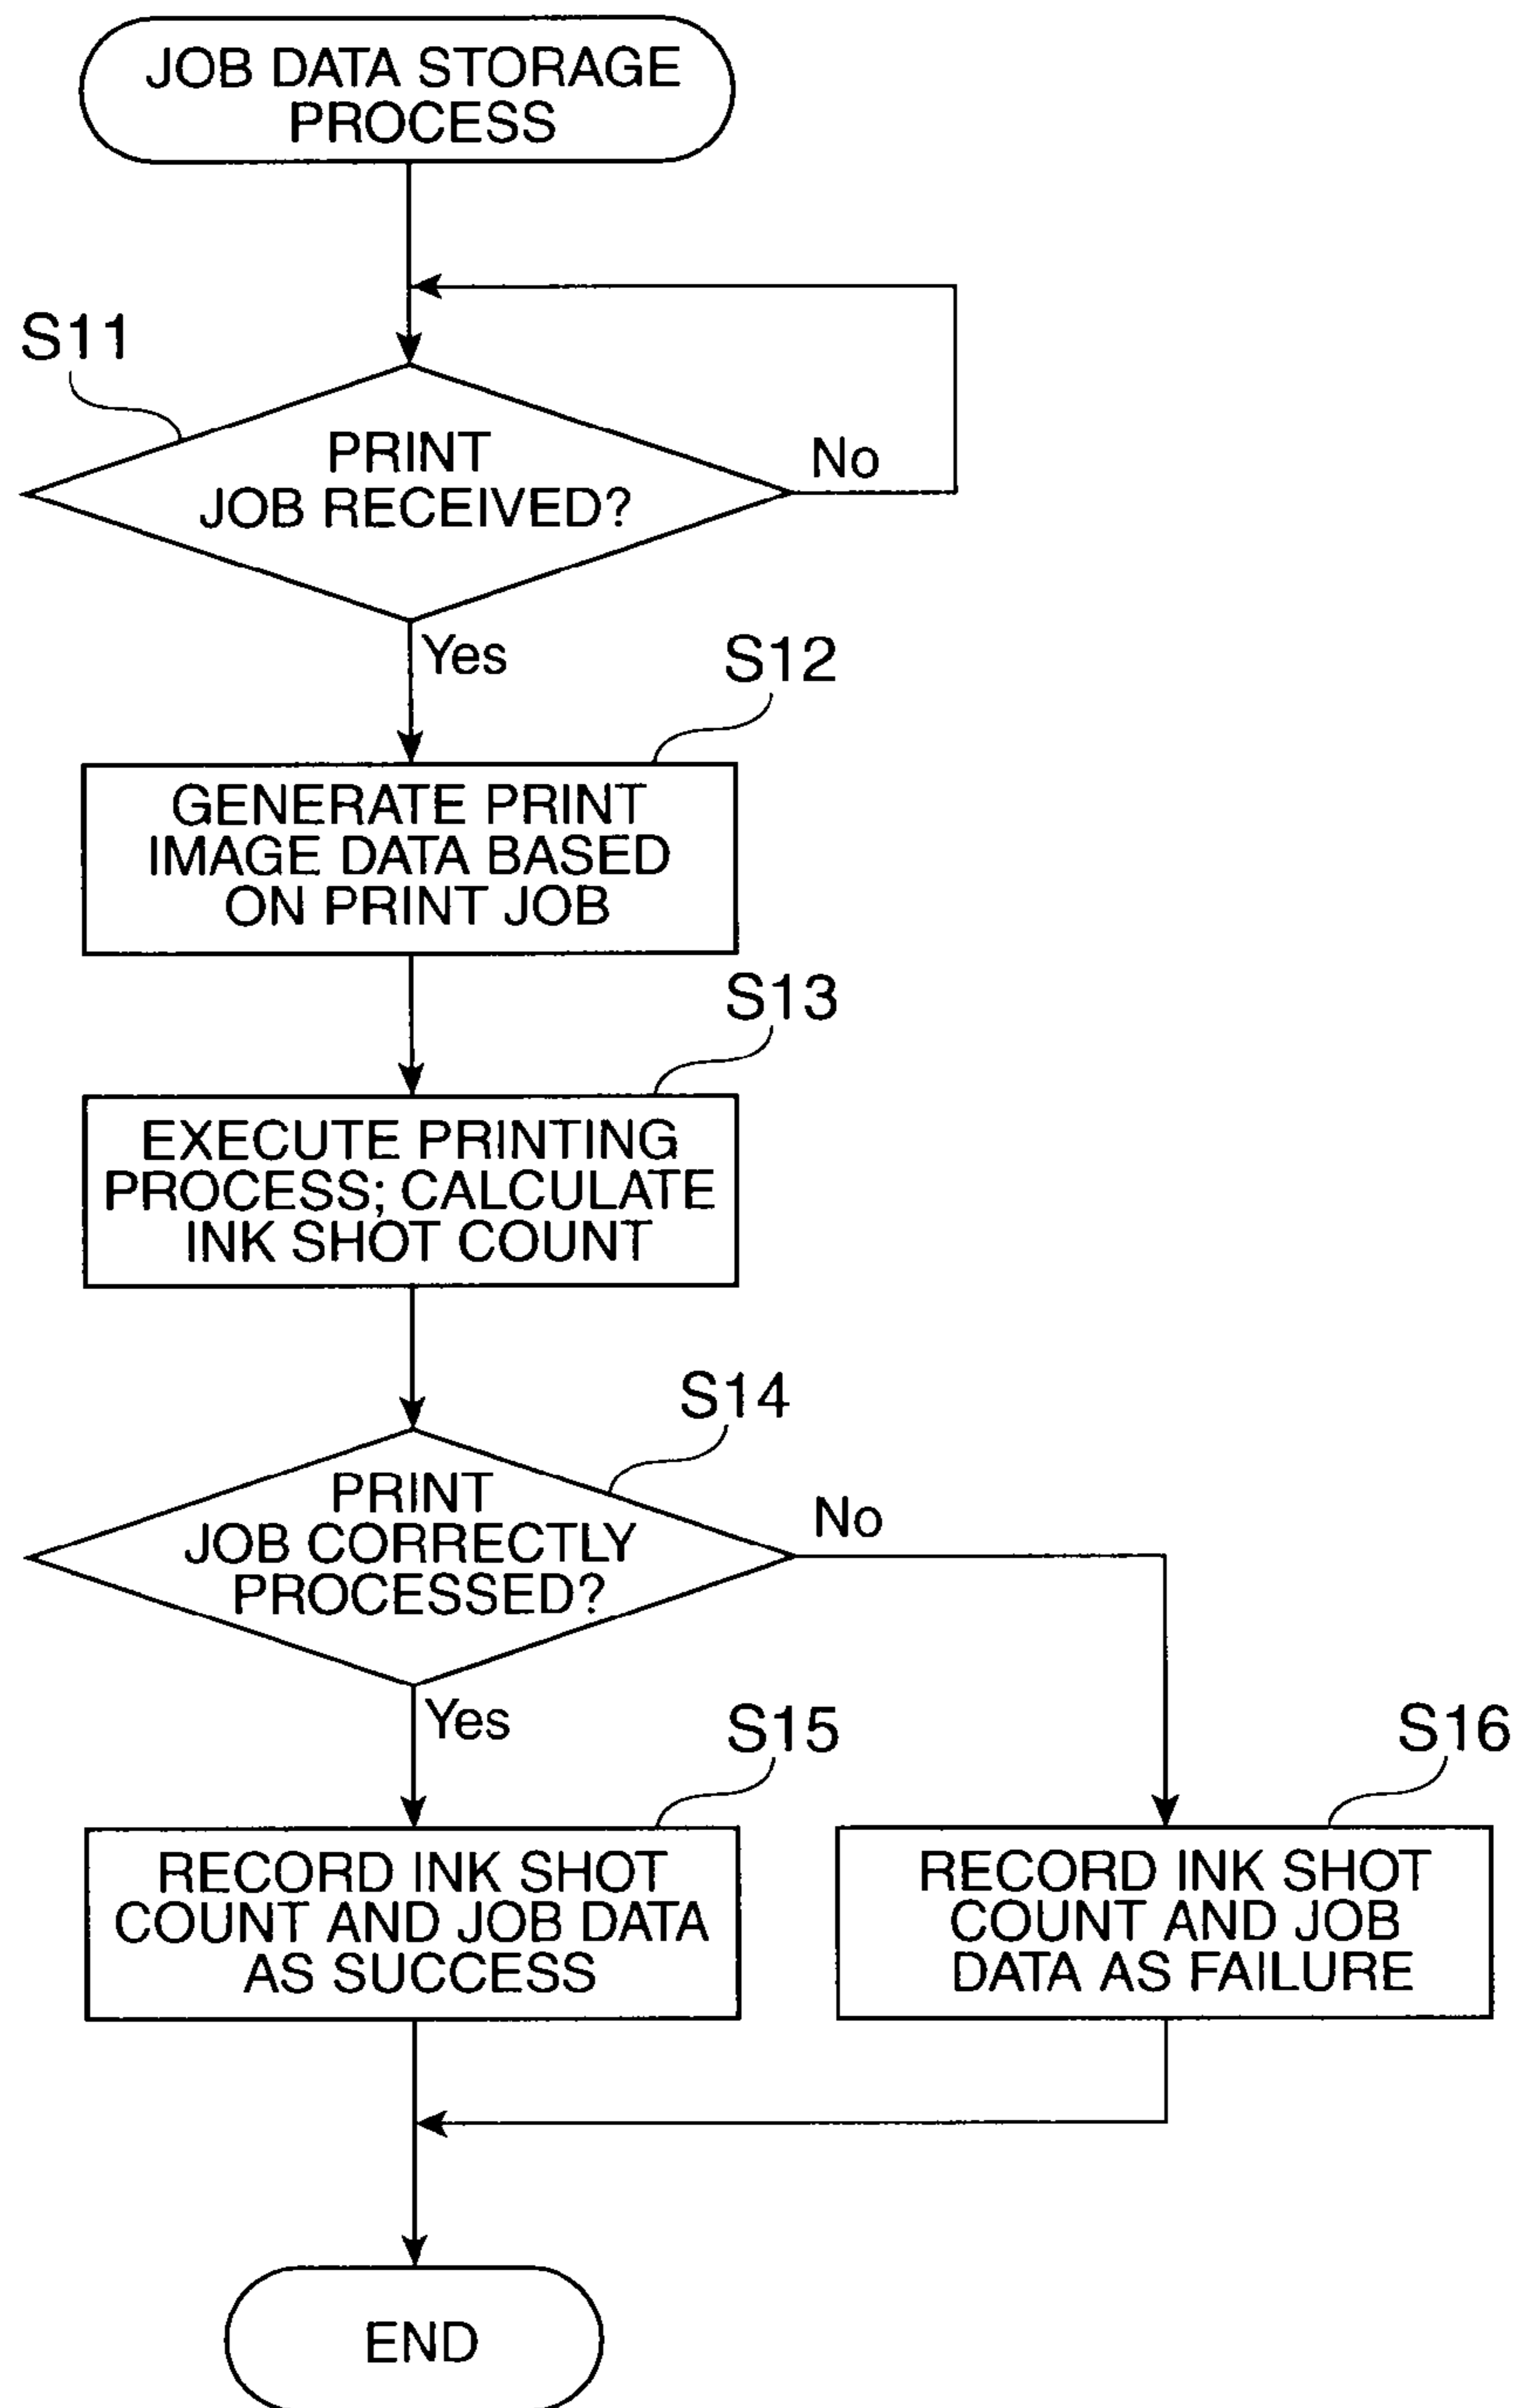 JOB DATA STORAGE
PROCESS
S11
PRINT
JOB RECEIVED?
No
Yes
S12
GENERATE PRINT
IMAGE DATA BASED
ON PRINT JOB
S13
EXECUTE PRINTING
PROCESS; CALCULATE
INK SHOT COUNT
S14
PRINT
JOB CORRECTLY
PROCESSED?
No
Yes
S15
RECORD INK SHOT
COUNT AND JOB DATA
AS SUCCESS
S16
RECORD INK SHOT
COUNT AND JOB
DATA AS FAILURE
END